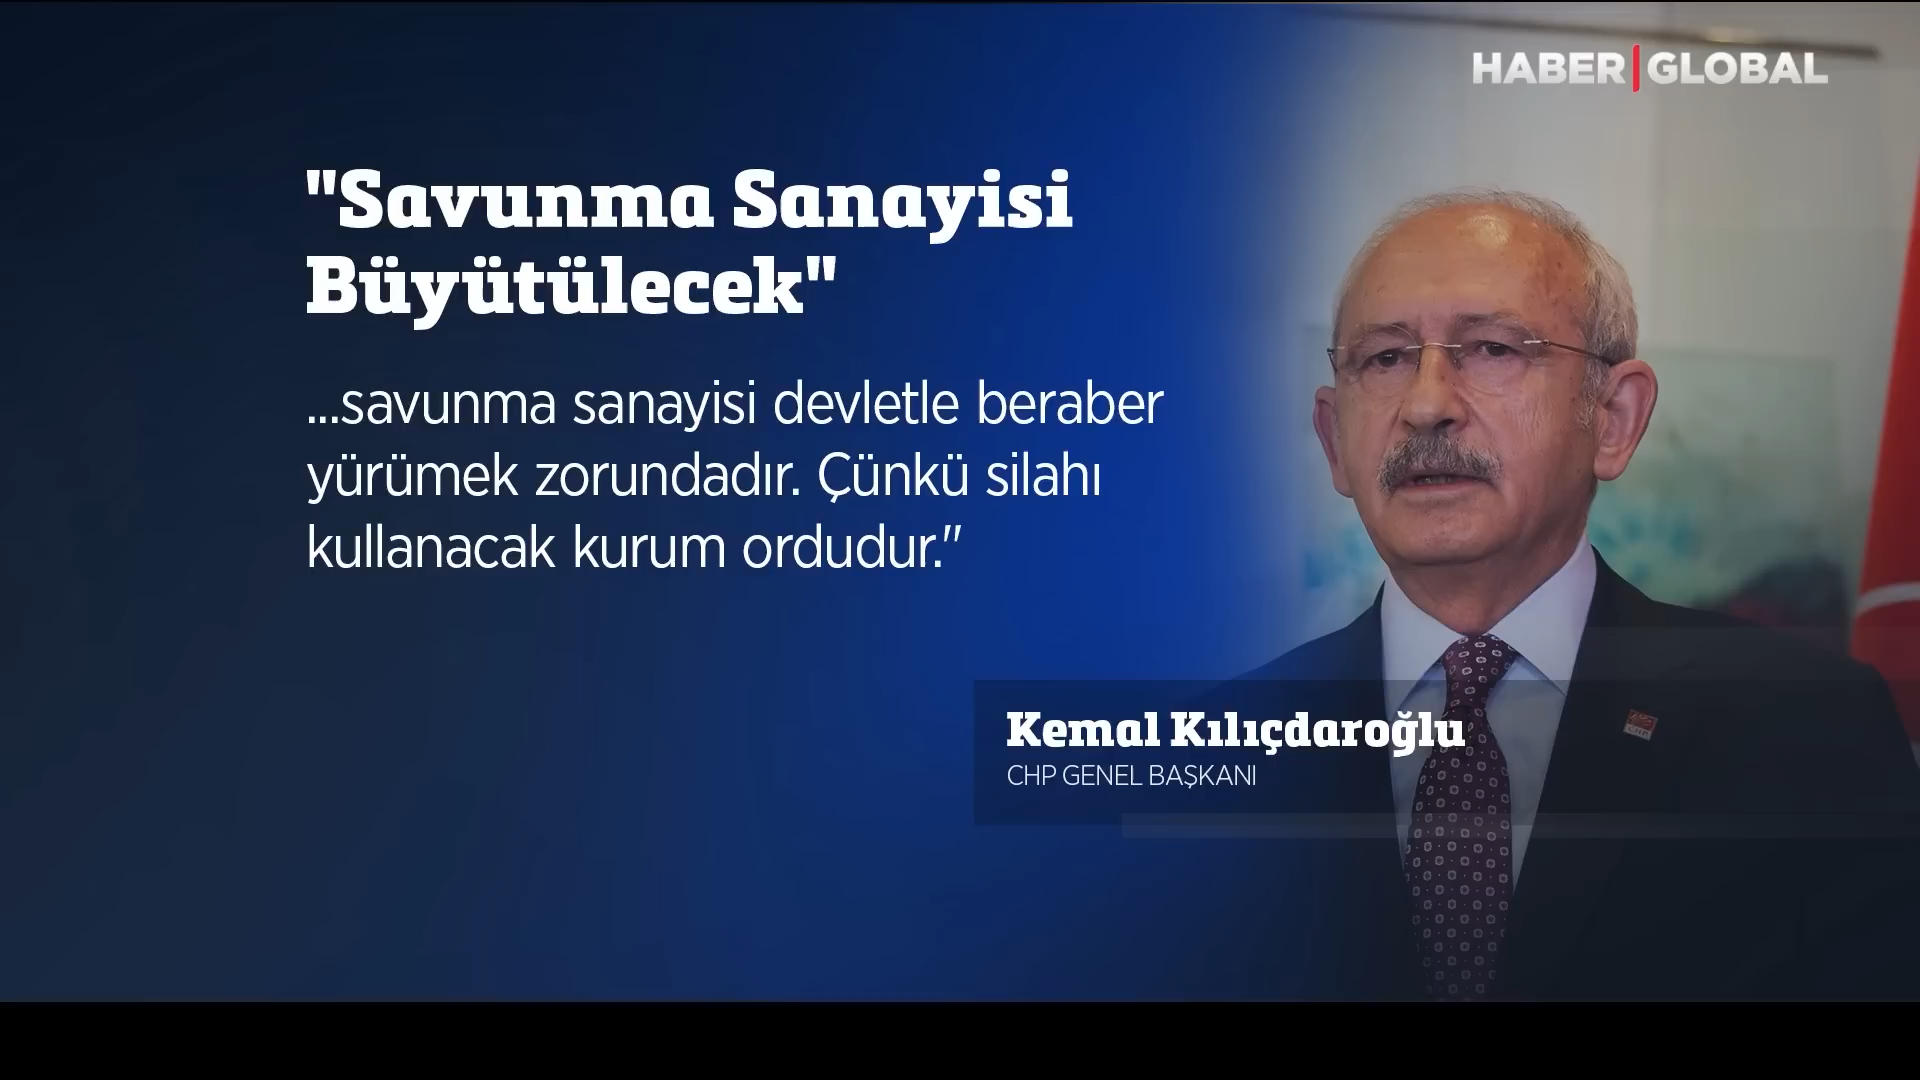 HABER|GLOBAL
"Savunma Sanayisi
Büyütülecek"
...savunma sanayisi devletle beraber
yürümek zorundadır. Çünkü silahı
kullanacak kurum ordudur."
Kemal Kılıçdaroğlu
CHP GENEL BAŞKANI
CHP